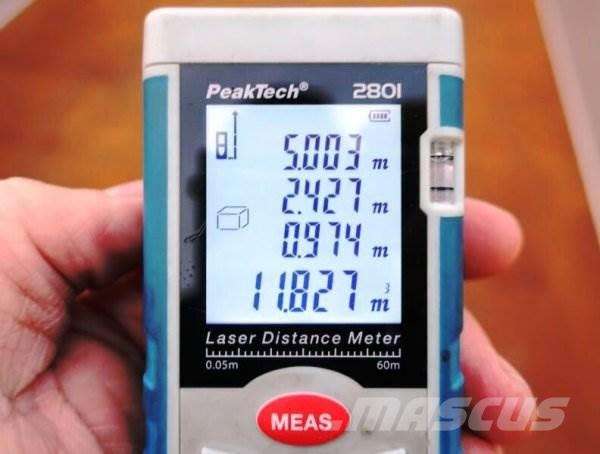 PeakTech® 2801
5.003 m
2.427 m
0.974 m
11.827 m³
Laser Distance Meter
0.05m 60m
MEAS
MASCUS